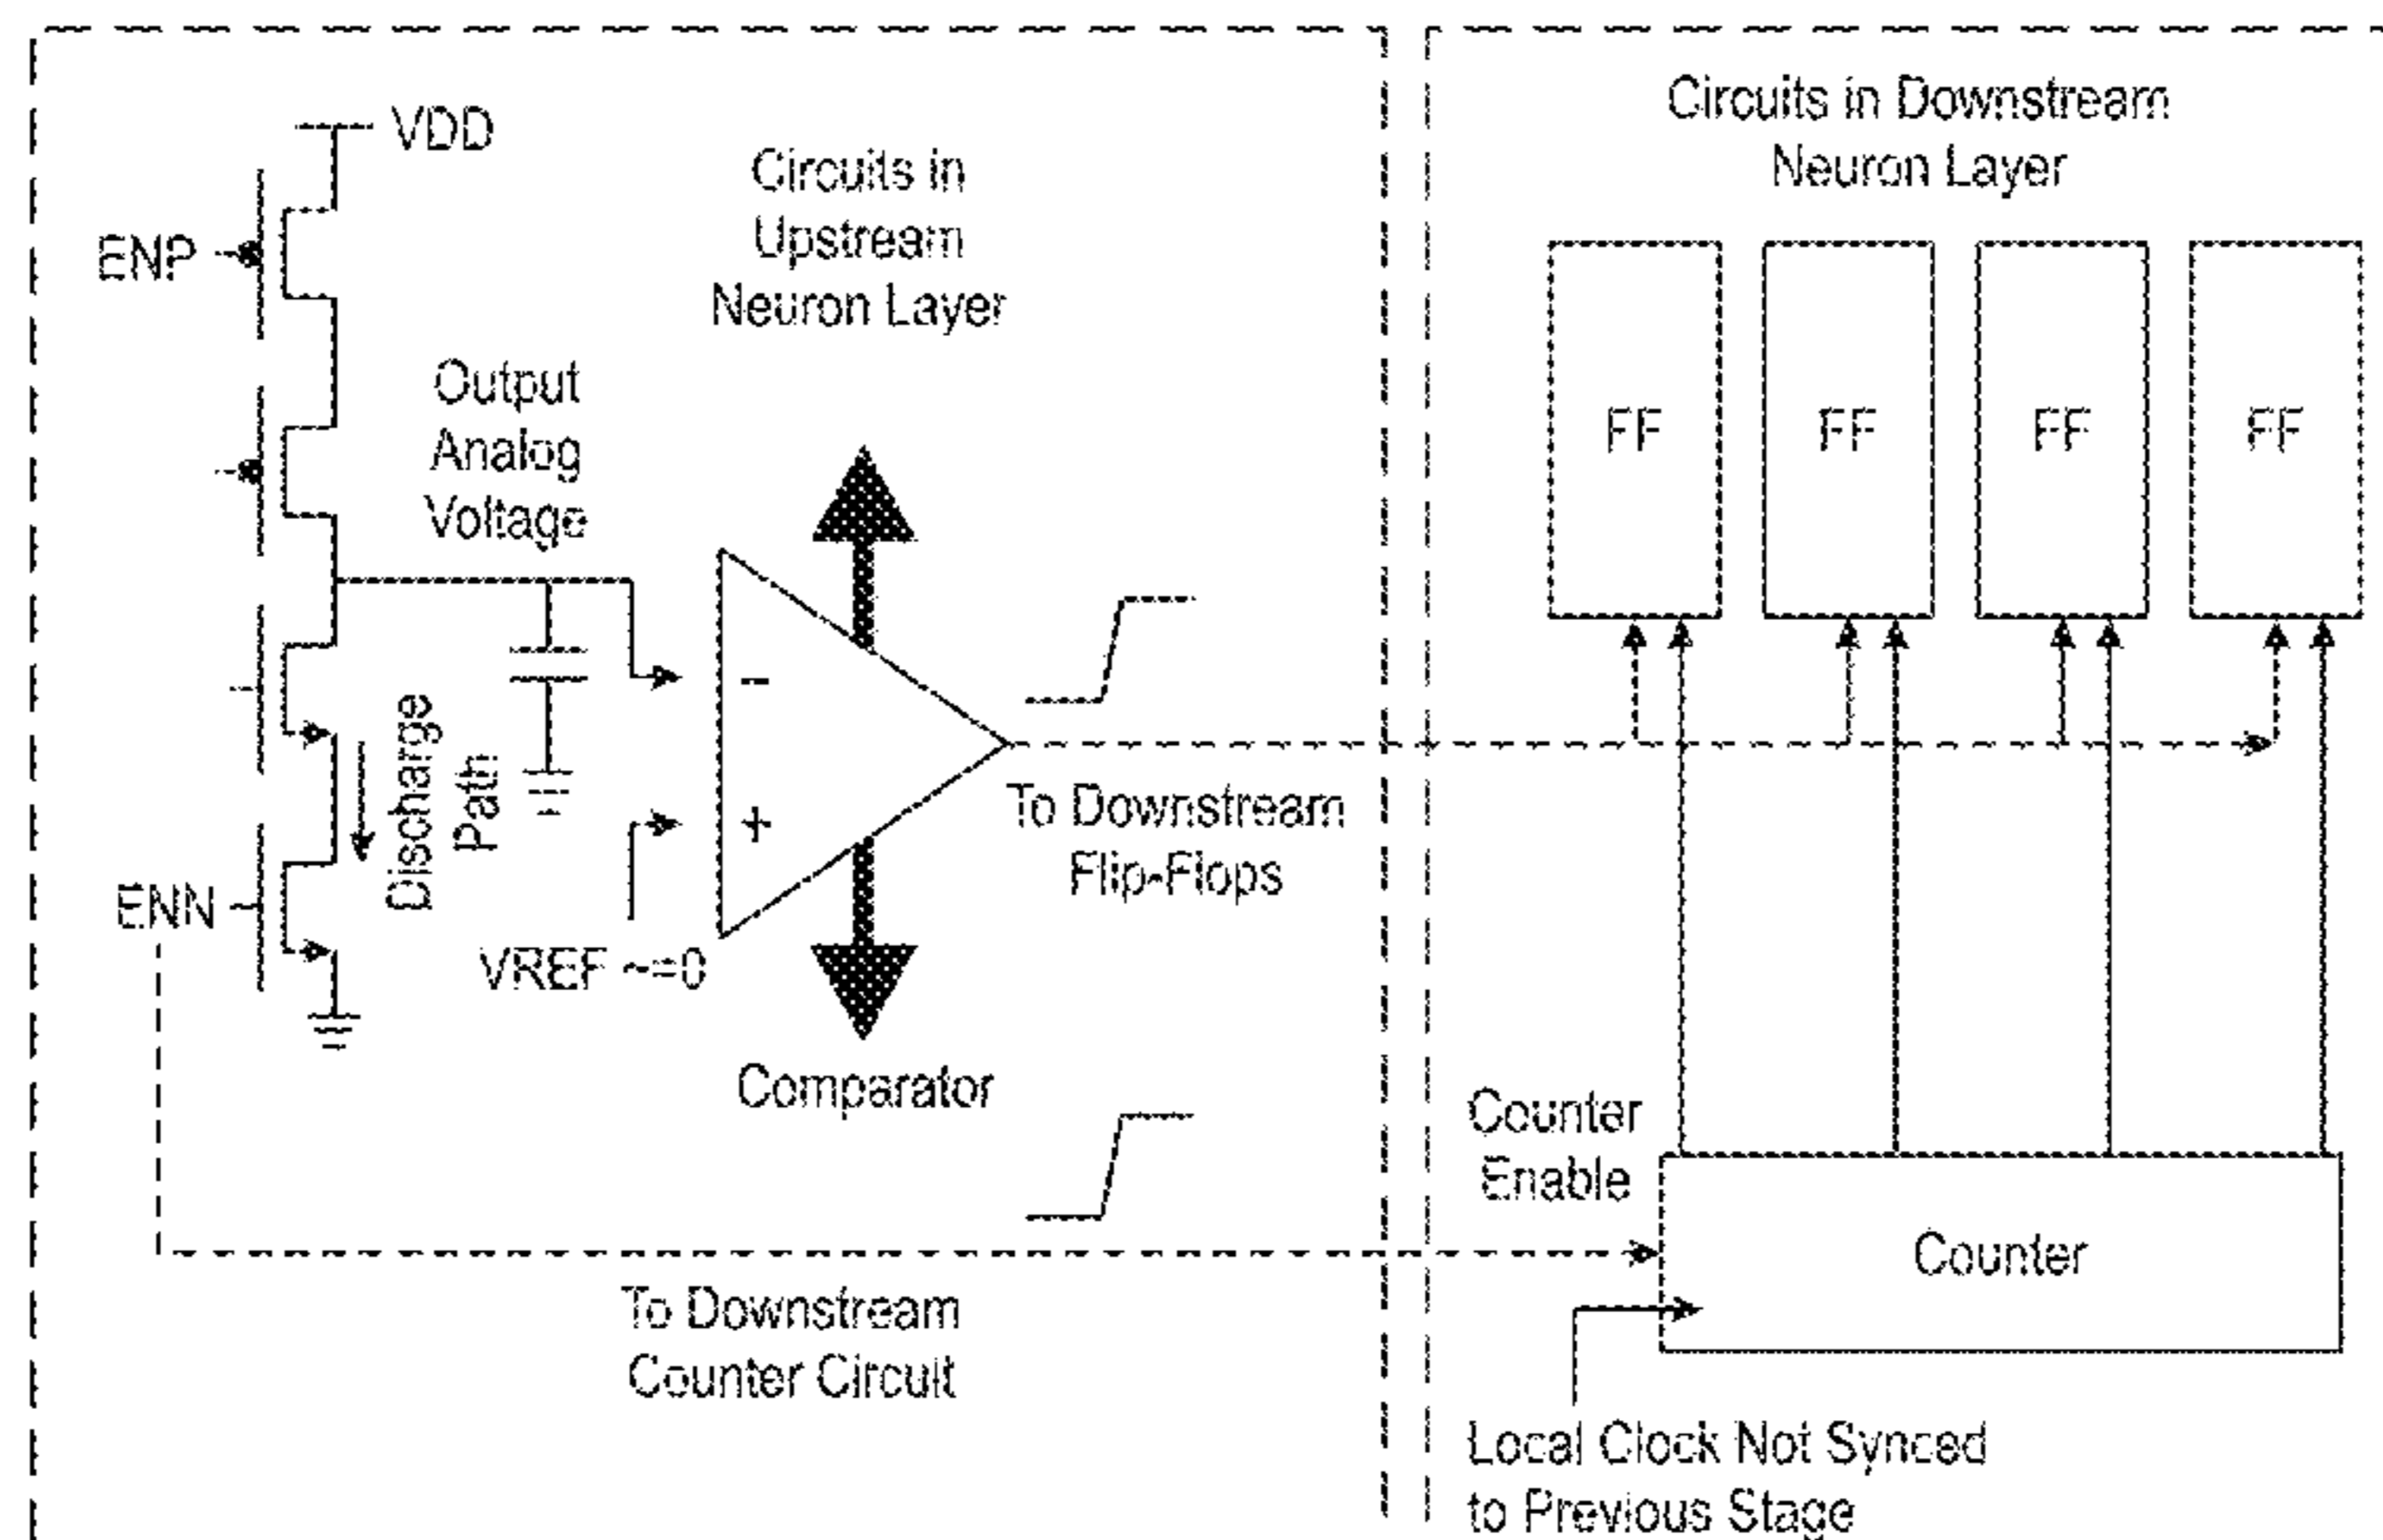 VDD
ENP
Circuits in
Upstream
Neuron Layer
Output
Analog
Voltage
Discharge
Path
ENN
-
+
VREF ~=0
Comparator
To Downstream
Flip-Flops
To Downstream
Counter Circuit
Circuits in Downstream
Neuron Layer
FF
FF
FF
FF
Counter
Enable
Counter
Local Clock Not Synced
to Previous Stage